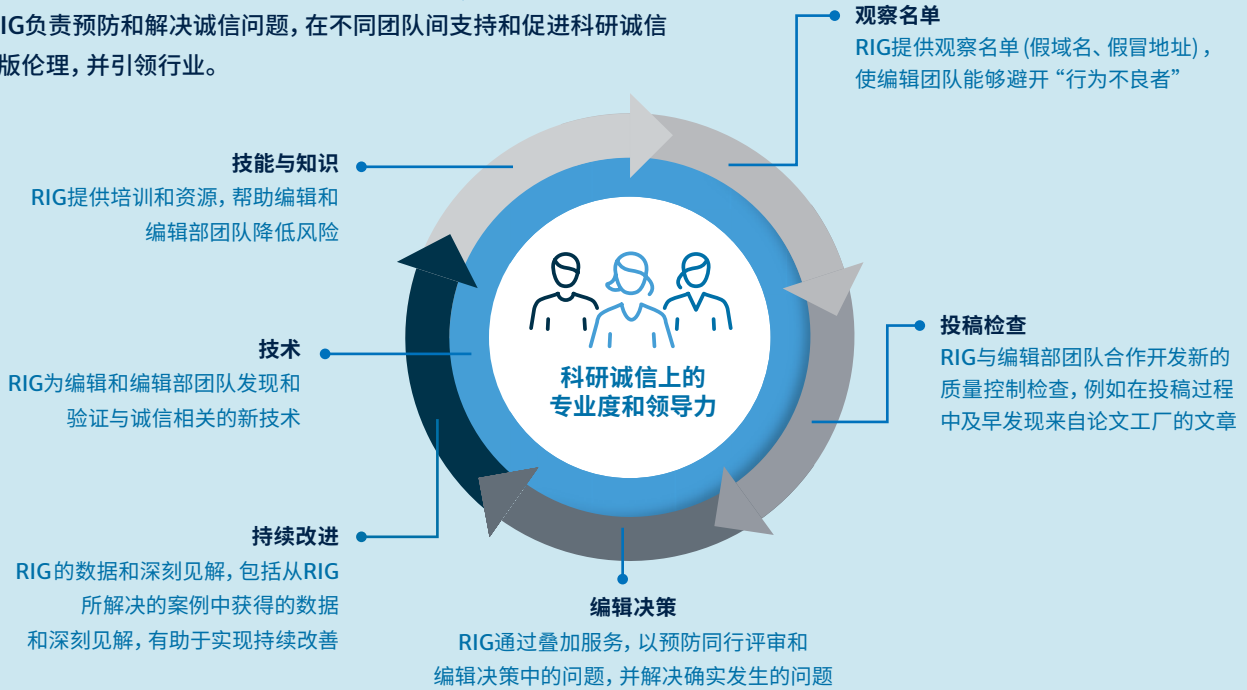 IG负责预防和解决诚信问题,在不同团队间支持和促进科研诚信
版伦理,并引领行业。
观察名单
RIG提供观察名单(假域名、假冒地址),
使编辑团队能够避开“行为不良者”
技能与知识
RIG提供培训和资源,帮助编辑和
编辑部团队降低风险
投稿检查
RIG与编辑部团队合作开发新的
质量控制检查,例如在投稿过程
中及早发现来自论文工厂的文章
技术
RIG为编辑和编辑部团队发现和
验证与诚信相关的新技术
科研诚信上的
专业度和领导力
持续改进
RIG的数据和深刻见解,包括从RIG
所解决的案例中获得的数据
和深刻见解,有助于实现持续改善
编辑决策
RIG通过叠加服务,以预防同行评审和
编辑决策中的问题,并解决确实发生的问题